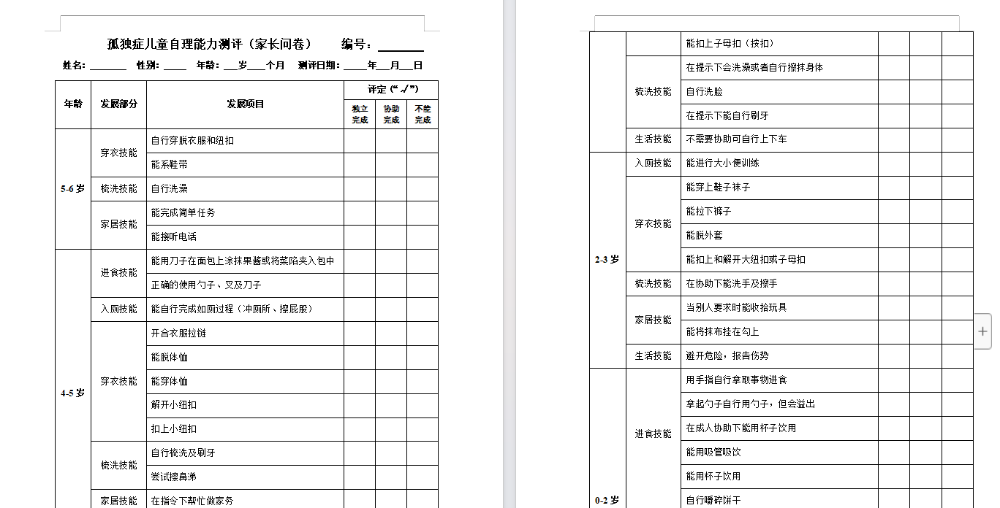 孤独症儿童自理能力测评（家长问卷） 编号：______
姓名：______ 性别：____ 年龄：__岁___个月 测评日期：____年__月__日
年龄 发展部分 发展项目 评定（“√”）
独立完成 协助完成 不能完成
5-6 岁
穿衣技能
自行穿脱衣服和纽扣
能系鞋带
梳洗技能 自行洗澡
家居技能
能完成简单任务
能接听电话
4-5 岁
进食技能
能用刀子在面包上涂抹果酱或将菜陷夹入包中
正确的使用勺子、叉及刀子
入厕技能 能自行完成如厕过程（冲厕所、擦屁股）
穿衣技能
开合衣服拉链
能脱体恤
能穿体恤
解开小纽扣
扣上小纽扣
梳洗技能
自行梳洗及刷牙
尝试擦鼻涕
家居技能 在指令下帮忙做家务
能扣上子母扣（按扣）
梳洗技能
在提示下会洗澡或者自行擦抹身体
自行洗脸
在提示下能自行刷牙
生活技能 不需要协助可自行上下车
2-3 岁
入厕技能 能进行大小便训练
穿衣技能
能穿上鞋子袜子
能拉下裤子
能脱外套
能扣上和解开大纽扣或子母扣
梳洗技能 在协助下能洗手及擦手
家居技能
当别人要求时能收拾玩具
能将抹布挂在勾上
生活技能 避开危险，报告伤势
0-2 岁
进食技能
用手指自行拿取事物进食
拿起勺子自行用勺子，但会溢出
在成人协助下能用杯子饮用
能用吸管吸饮
能用杯子饮用
自行嚼碎饼干